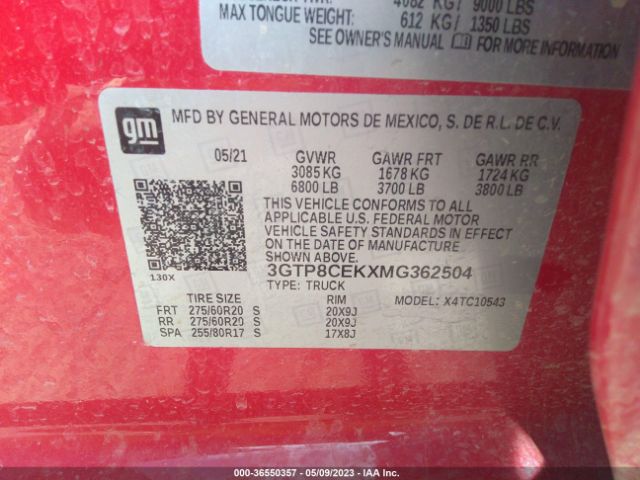 4082 KG / 9000 LBS
MAX TONGUE WEIGHT: 612 KG / 1350 LBS
SEE OWNER'S MANUAL FOR MORE INFORMATION
gm
MFD BY GENERAL MOTORS DE MEXICO, S. DE R.L. DE C.V.
05/21 GVWR GAWR FRT GAWR RR
3085 KG 1678 KG 1724 KG
6800 LB 3700 LB 3800 LB
THIS VEHICLE CONFORMS TO ALL
APPLICABLE U.S. FEDERAL MOTOR
VEHICLE SAFETY STANDARDS IN EFFECT
ON THE DATE OF MANUFACTURE
SHOWN ABOVE.
130X
3GTP8CEKXMG362504
TYPE: TRUCK
TIRE SIZE RIM MODEL: X4TC10543
FRT 275/60R20 S 20X9J
RR 275/60R20 S 20X9J
SPA 255/80R17 S 17X8J
000-36550357 - 05/09/2023 - IAA Inc.